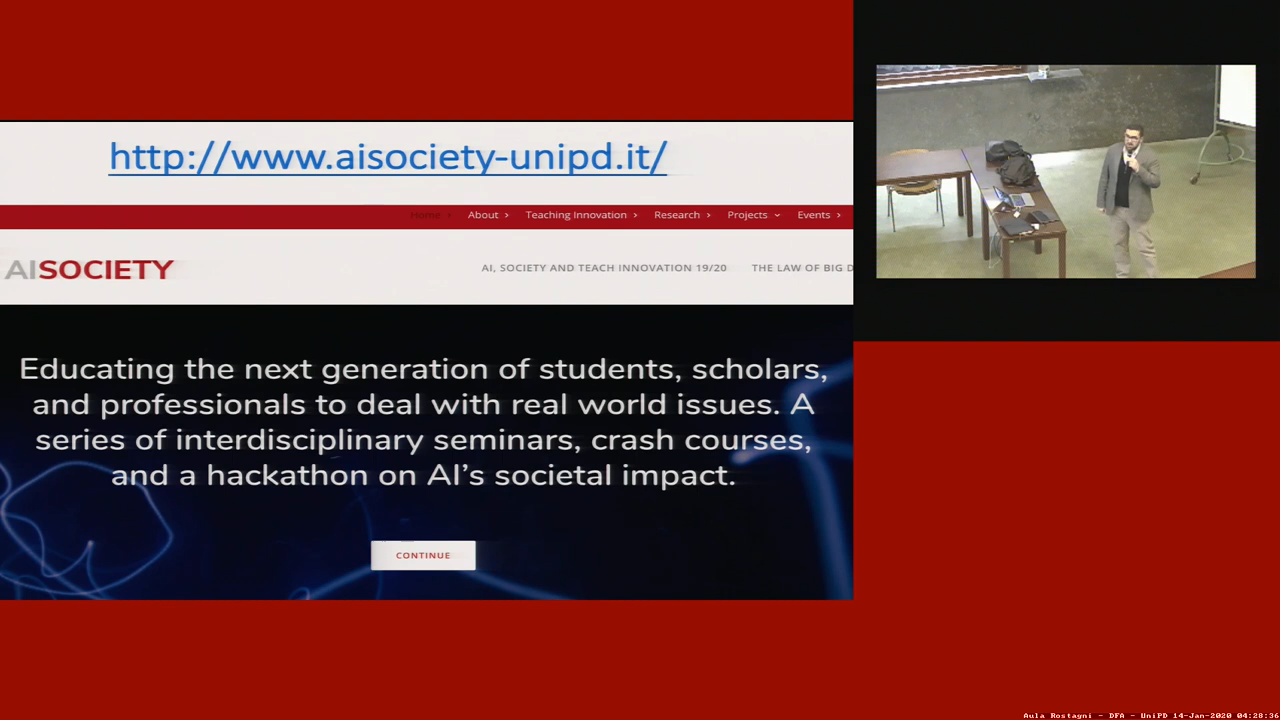 http://www.aisociety-unipd.it/
Home > About > Teaching Innovation > Research > Projects Events >
AISOCIETY
AI, SOCIETY AND TEACH INNOVATION 19/20 THE LAW OF BIG D
Educating the next generation of students, scholars,
and professionals to deal with real world issues. A
series of interdisciplinary seminars, crash courses,
and a hackathon on AI's societal impact.
CONTINUE
Aula Rostagni - DFA - UniPD 14-Jan-2020 04:28:36